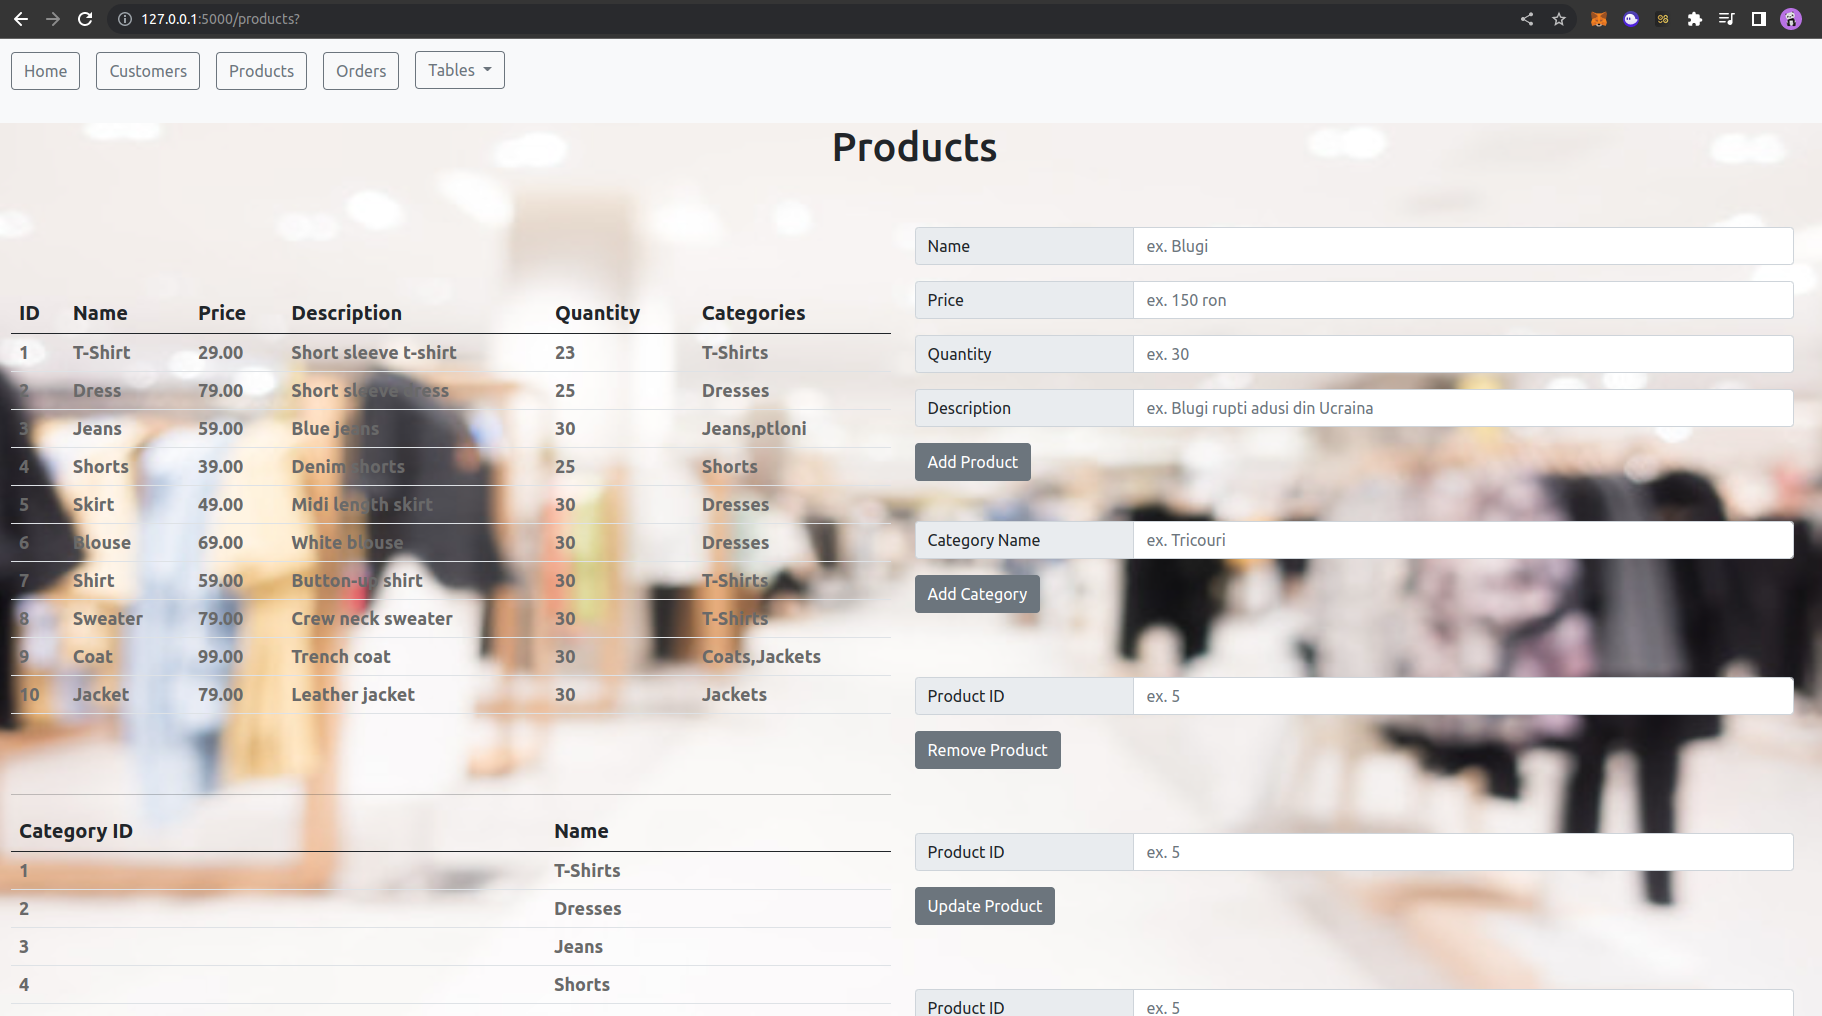 127.0.0.1:5000/products?
98
Home Customers Products Orders Tables
Products
ID Name Price Description Quantity Categories
1 T-Shirt 29.00 Short sleeve t-shirt 23 T-Shirts
2 Dress 79.00 Short sleeve dress 25 Dresses
3 Jeans 59.00 Blue jeans 30 Jeans,ptloni
4 Shorts 39.00 Denim shorts 25 Shorts
5 Skirt 49.00 Midi length skirt 30 Dresses
6 Blouse 69.00 White blouse 30 Dresses
7 Shirt 59.00 Button-up shirt 30 T-Shirts
8 Sweater 79.00 Crew neck sweater 30 T-Shirts
9 Coat 99.00 Trench coat 30 Coats,Jackets
10 Jacket 79.00 Leather jacket 30 Jackets
Category ID Name
1 T-Shirts
2 Dresses
3 Jeans
4 Shorts
Name ex. Blugi
Price ex. 150 ron
Quantity ex. 30
Description ex. Blugi rupti adusi din Ucraina
Add Product
Category Name ex. Tricouri
Add Category
Product ID ex. 5
Remove Product
Product ID ex. 5
Update Product
Product ID ex. 5